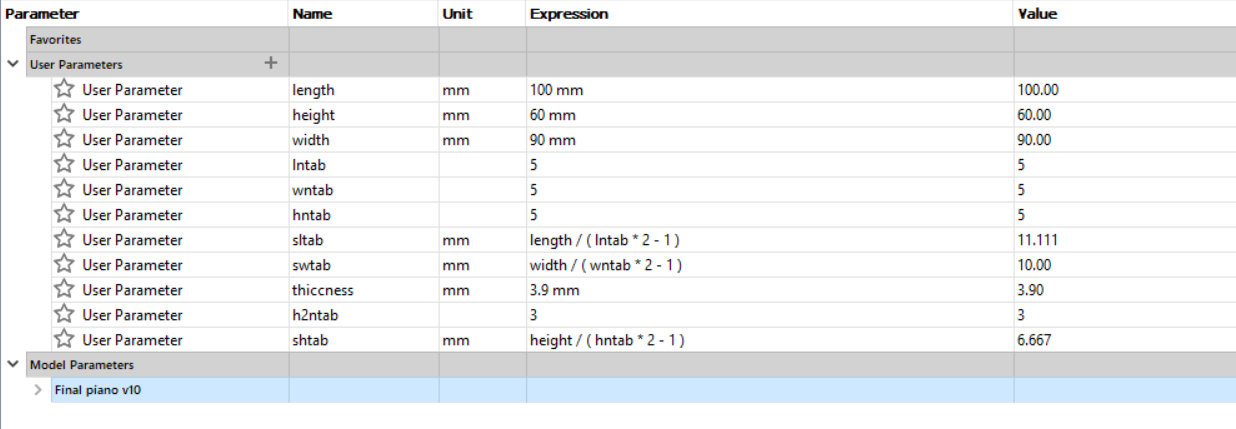 Parameter Name Unit Expression Value
Favorites
User Parameters +
User Parameter length mm 100 mm 100.00
User Parameter height mm 60 mm 60.00
User Parameter width mm 90 mm 90.00
User Parameter lntab 5 5
User Parameter wntab 5 5
User Parameter hntab 5 5
User Parameter sltab mm length / ( lntab * 2 - 1 ) 11.111
User Parameter swtab mm width / ( wntab * 2 - 1 ) 10.00
User Parameter thiccness mm 3.9 mm 3.90
User Parameter h2ntab 3 3
User Parameter shtab mm height / ( hntab * 2 - 1 ) 6.667
Model Parameters
Final piano v10